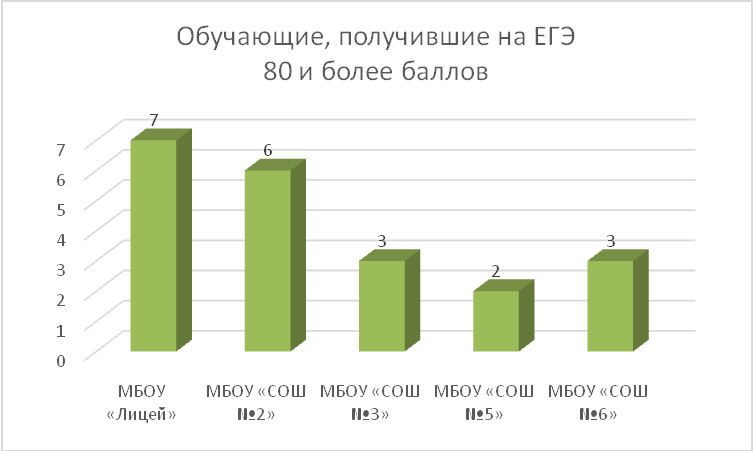 Обучающие, получившие на ЕГЭ
80 и более баллов
7
6
3
2
3
7
6
5
4
3
2
1
0
МБОУ «Лицей»
МБОУ «СОШ №2»
МБОУ «СОШ №3»
МБОУ «СОШ №5»
МБОУ «СОШ №6»